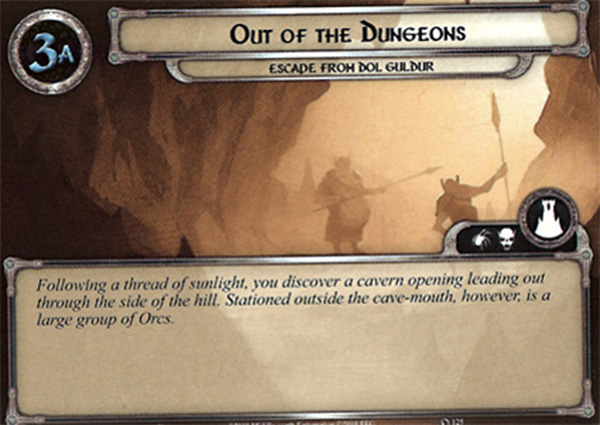 3A
OUT OF THE DUNGEONS
ESCAPE FROM DOL GULDUR
Following a thread of sunlight, you discover a cavern opening leading out
through the side of the hill. Stationed outside the cave-mouth, however, is a
large group of Orcs.